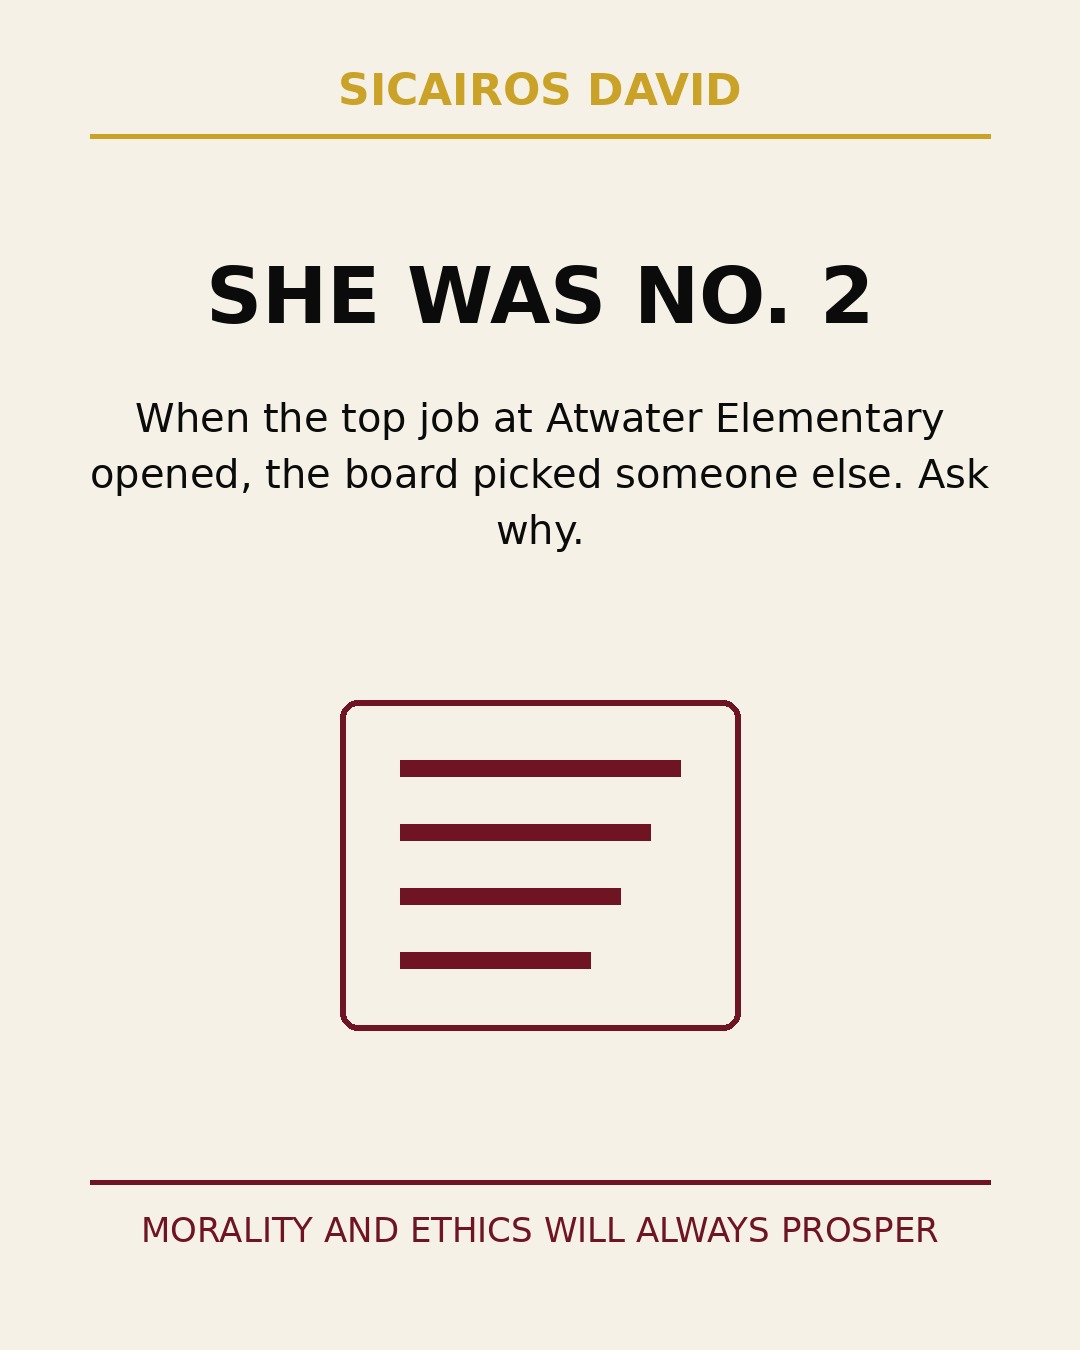 SICAIROS DAVID
SHE WAS NO. 2
When the top job at Atwater Elementary
opened, the board picked someone else. Ask
why.
MORALITY AND ETHICS WILL ALWAYS PROSPER